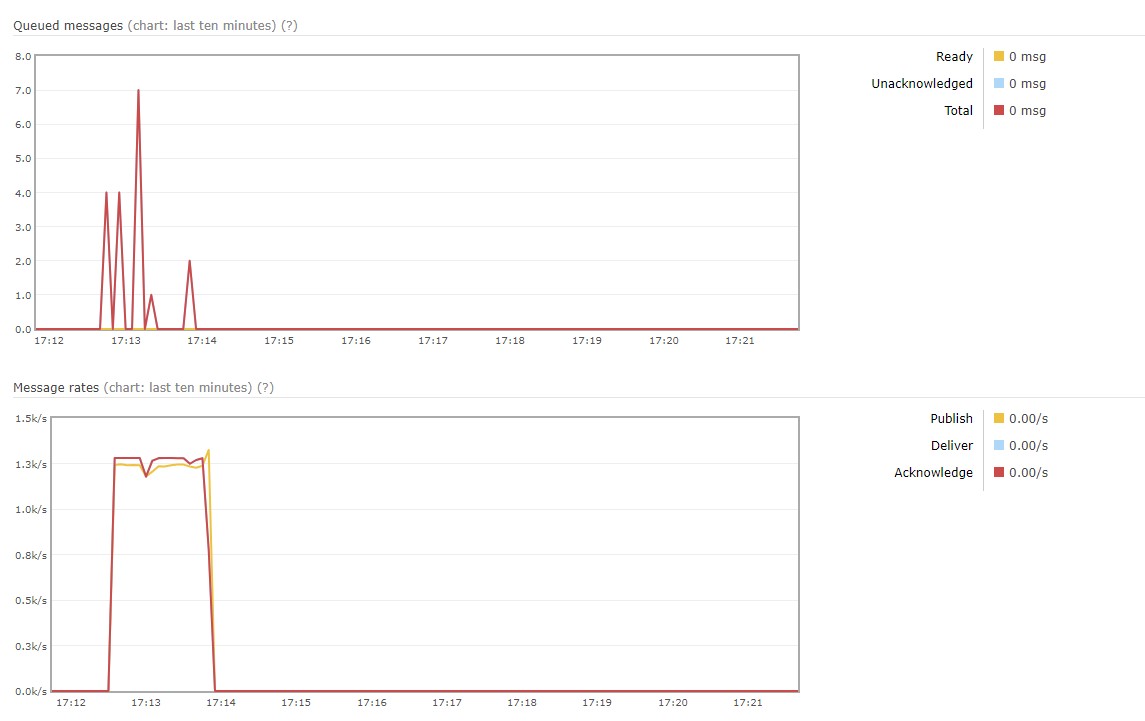 Queued messages (chart: last ten minutes) (?)
8.0
7.0
6.0
5.0
4.0
3.0
2.0
1.0
0.0
17:12 17:13 17:14 17:15 17:16 17:17 17:18 17:19 17:20 17:21
Ready 0 msg
Unacknowledged 0 msg
Total 0 msg
Message rates (chart: last ten minutes) (?)
1.5k/s
1.3k/s
1.0k/s
0.8k/s
0.5k/s
0.3k/s
0.0k/s
17:12 17:13 17:14 17:15 17:16 17:17 17:18 17:19 17:20 17:21
Publish 0.00/s
Deliver 0.00/s
Acknowledge 0.00/s